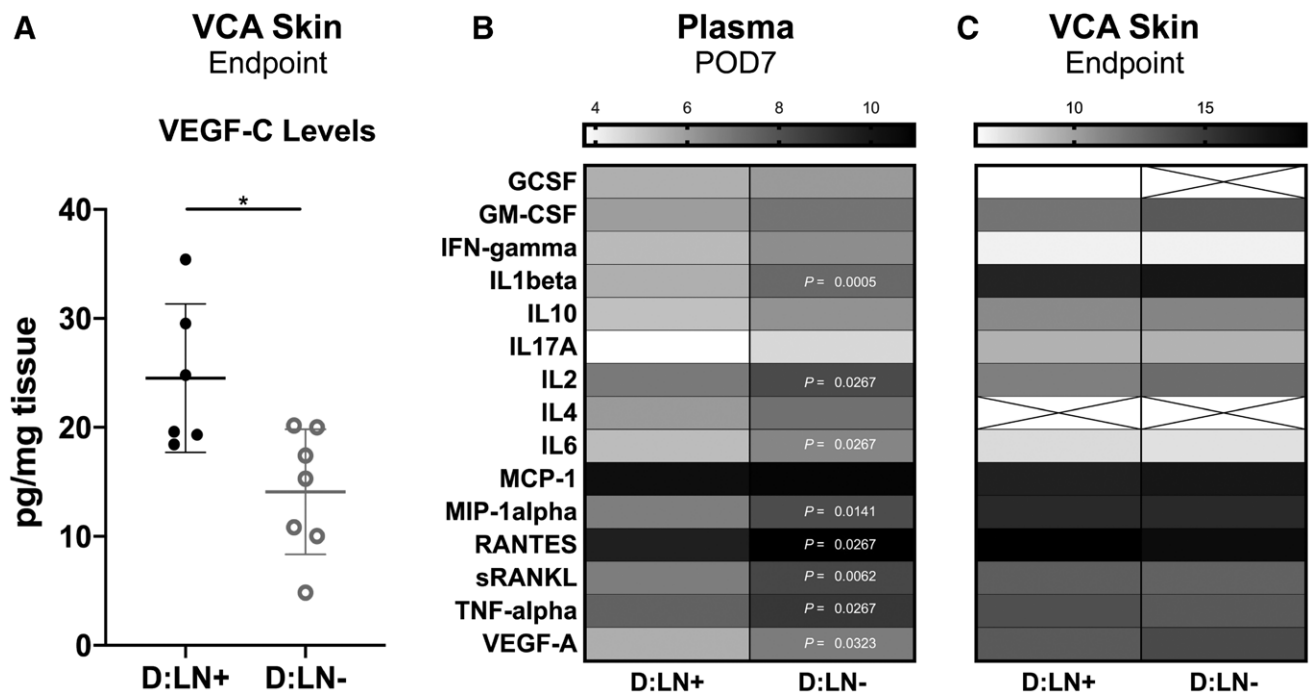 A
VCA Skin
Endpoint
VEGF-C Levels
*
40
30
20
10
0
pg/mg tissue
D:LN+ D:LN-
B
Plasma
POD7
4 6 8 10
GCSF
GM-CSF
IFN-gamma
IL1beta P = 0.0005
IL10
IL17A
IL2 P = 0.0267
IL4
IL6 P = 0.0267
MCP-1
MIP-1alpha P = 0.0141
RANTES P = 0.0267
sRANKL P = 0.0062
TNF-alpha P = 0.0267
VEGF-A P = 0.0323
D:LN+ D:LN-
C
VCA Skin
Endpoint
10 15
D:LN+ D:LN-